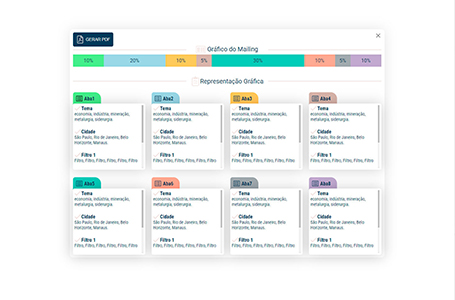 GERAR PDF
×
Gráfico do Mailing
10% 20% 10% 5% 30% 10% 5% 10%
Representação Gráfica
Aba1 Aba2 Aba3 Aba4
Tema Tema Tema Tema
economia, indústria, mineração, economia, indústria, mineração, economia, indústria, mineração, economia, indústria, mineração,
metalurgia, siderurgia. metalurgia, siderurgia. metalurgia, siderurgia. metalurgia, siderurgia.
Cidade Cidade Cidade Cidade
São Paulo, Rio de Janeiro, Belo São Paulo, Rio de Janeiro, Belo São Paulo, Rio de Janeiro, Belo São Paulo, Rio de Janeiro, Belo
Horizonte, Manaus. Horizonte, Manaus. Horizonte, Manaus. Horizonte, Manaus.
Filtro 1 Filtro 1 Filtro 1 Filtro 1
Filtro, Filtro, Filtro, Filtro, Filtro Filtro, Filtro, Filtro, Filtro, Filtro Filtro, Filtro, Filtro, Filtro, Filtro Filtro, Filtro, Filtro, Filtro, Filtro
Aba5 Aba6 Aba7 Aba8
Tema Tema Tema Tema
economia, indústria, mineração, economia, indústria, mineração, economia, indústria, mineração, economia, indústria, mineração,
metalurgia, siderurgia. metalurgia, siderurgia. metalurgia, siderurgia. metalurgia, siderurgia.
Cidade Cidade Cidade Cidade
São Paulo, Rio de Janeiro, Belo São Paulo, Rio de Janeiro, Belo São Paulo, Rio de Janeiro, Belo São Paulo, Rio de Janeiro, Belo
Horizonte, Manaus. Horizonte, Manaus. Horizonte, Manaus. Horizonte, Manaus.
Filtro 1 Filtro 1 Filtro 1 Filtro 1
Filtro, Filtro, Filtro, Filtro, Filtro Filtro, Filtro, Filtro, Filtro, Filtro Filtro, Filtro, Filtro, Filtro, Filtro Filtro, Filtro, Filtro, Filtro, Filtro